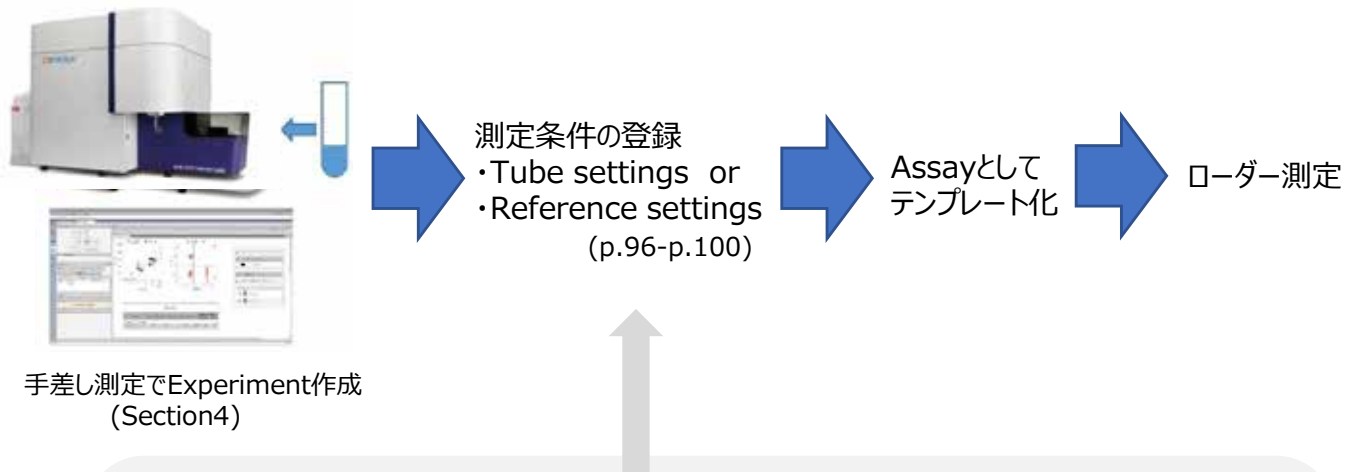 測定条件の登録
・Tube settings or
・Reference settings
(p.96-p.100)
Assayとして
テンプレート化
ローダー測定
手差し測定でExperiment作成
(Section4)